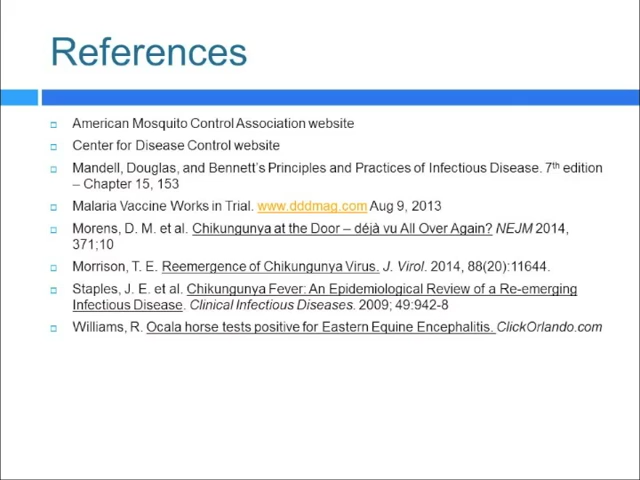 References
American Mosquito Control Association website
Center for Disease Control website
Mandell, Douglas, and Bennett's Principles and Practices of Infectious Disease. 7th edition
– Chapter 15, 153
Malaria Vaccine Works in Trial. www.dddmag.com Aug 9, 2013
Morens, D. M. et al. Chikungunya at the Door – déjà vu All Over Again? NEJM 2014,
371;10
Morrison, T. E. Reemergence of Chikungunya Virus. J. Virol. 2014, 88(20):11644.
Staples, J. E. et al. Chikungunya Fever: An Epidemiological Review of a Re-emerging
Infectious Disease. Clinical Infectious Diseases. 2009; 49:942-8
Williams, R. Ocala horse tests positive for Eastern Equine Encephalitis. ClickOrlando.com